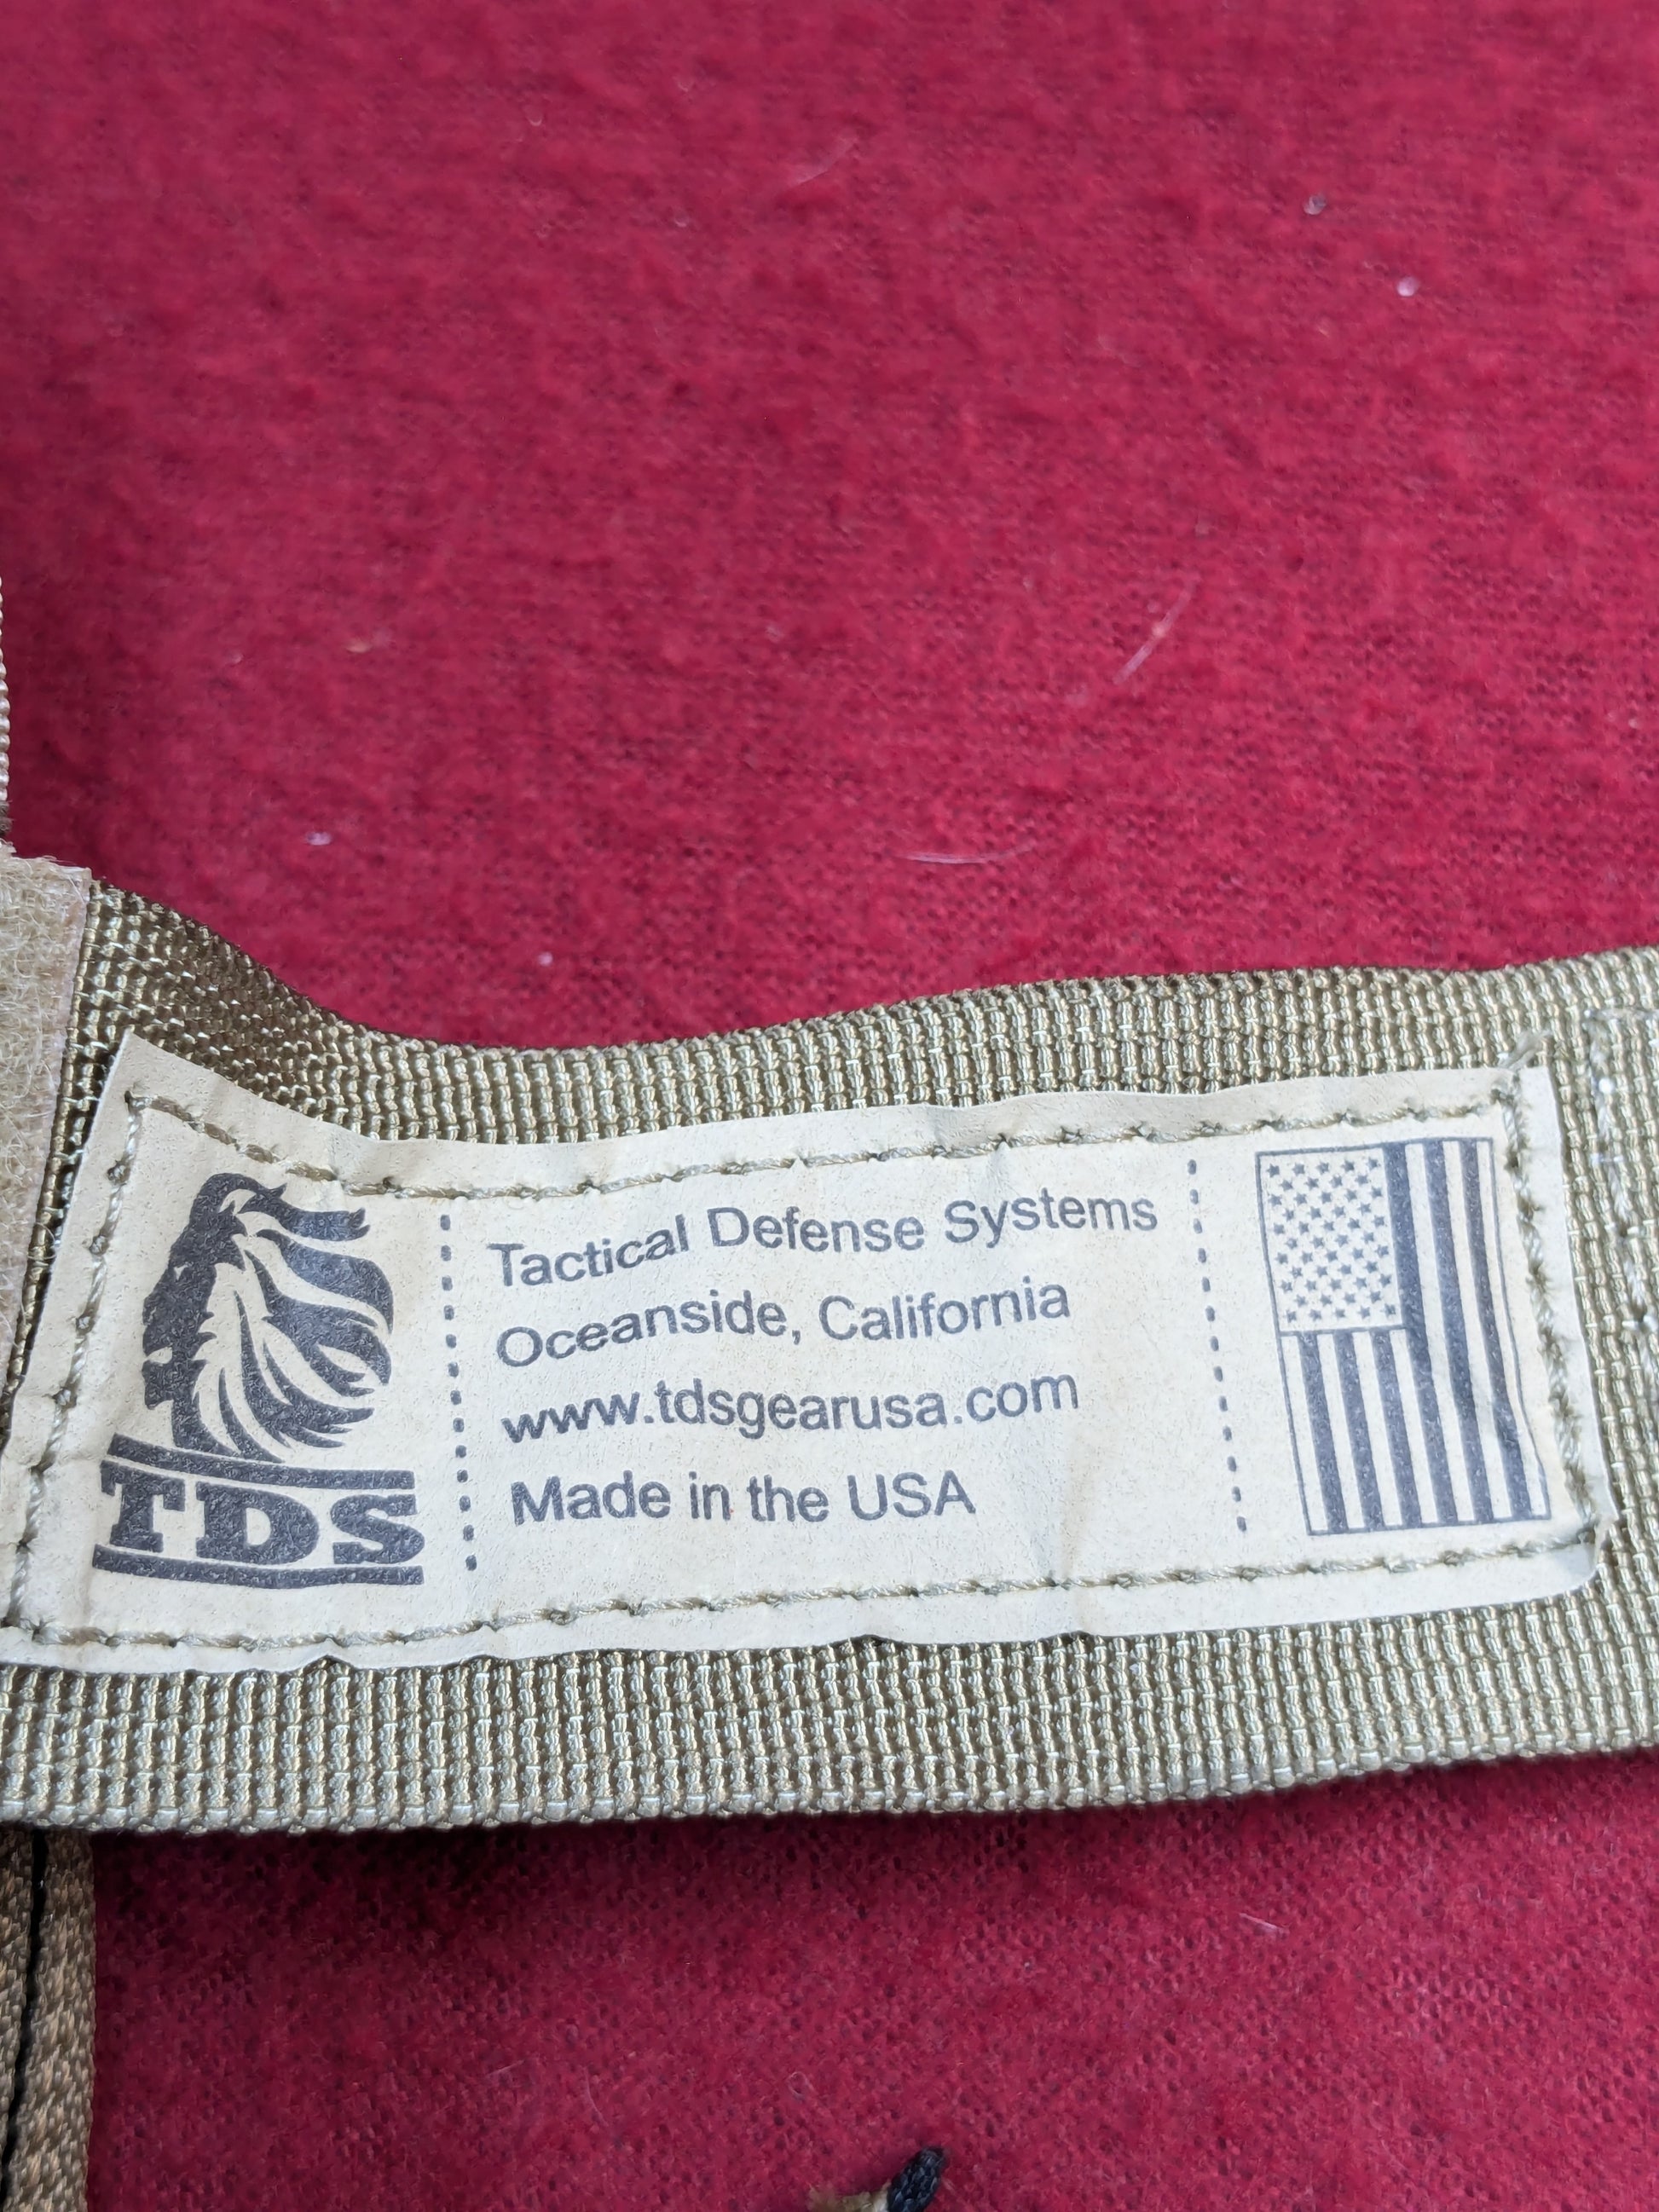 TDS
Tactical Defense Systems
Oceanside, California
www.tdsgearusa.com
Made in the USA